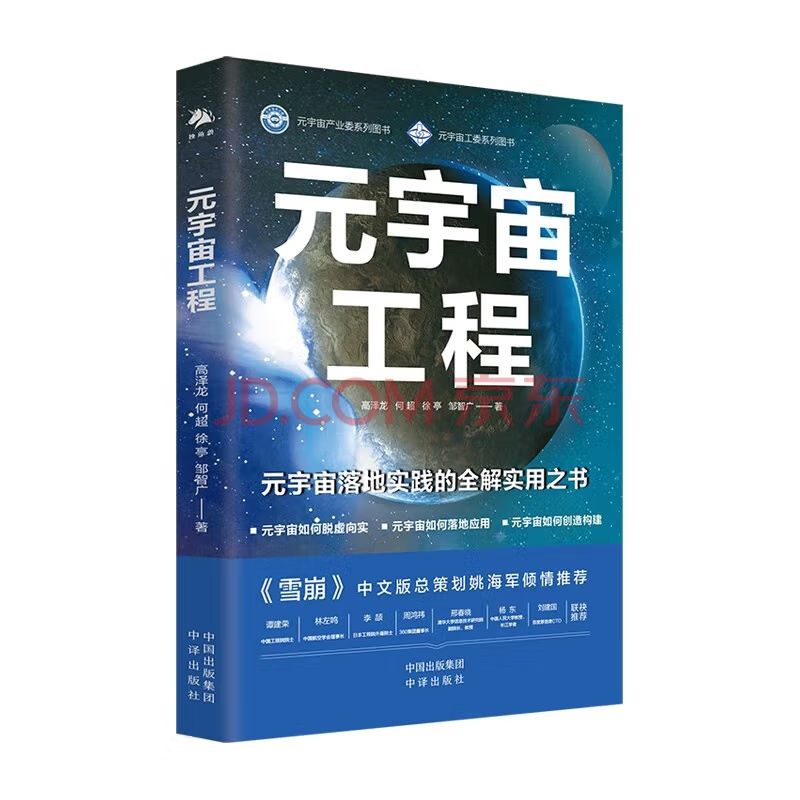 独角兽
元宇宙工程
高泽龙 何超 徐亭 邹智广——著
中国出版集团
中译出版社
元宇宙产业委系列图书
元宇宙工委系列图书
元宇宙
工程
JD.COM 京东
高泽龙 何超 徐亭 邹智广——著
元宇宙落地实践的全解实用之书
■ 元宇宙如何脱虚向实 ■ 元宇宙如何落地应用 ■ 元宇宙如何创造构建
《雪崩》中文版总策划姚海军倾情推荐
谭建荣 林左鸣 李颉 周鸿祎 邢春晓 杨东 刘建国 联袂推荐
中国工程院院士 中国航空学会理事长 日本工程院外籍院士 360集团董事长 清华大学信息技术研究院副院长、教授 中国人民大学教授、长江学者 百度原首席CTO
中国出版集团
中译出版社